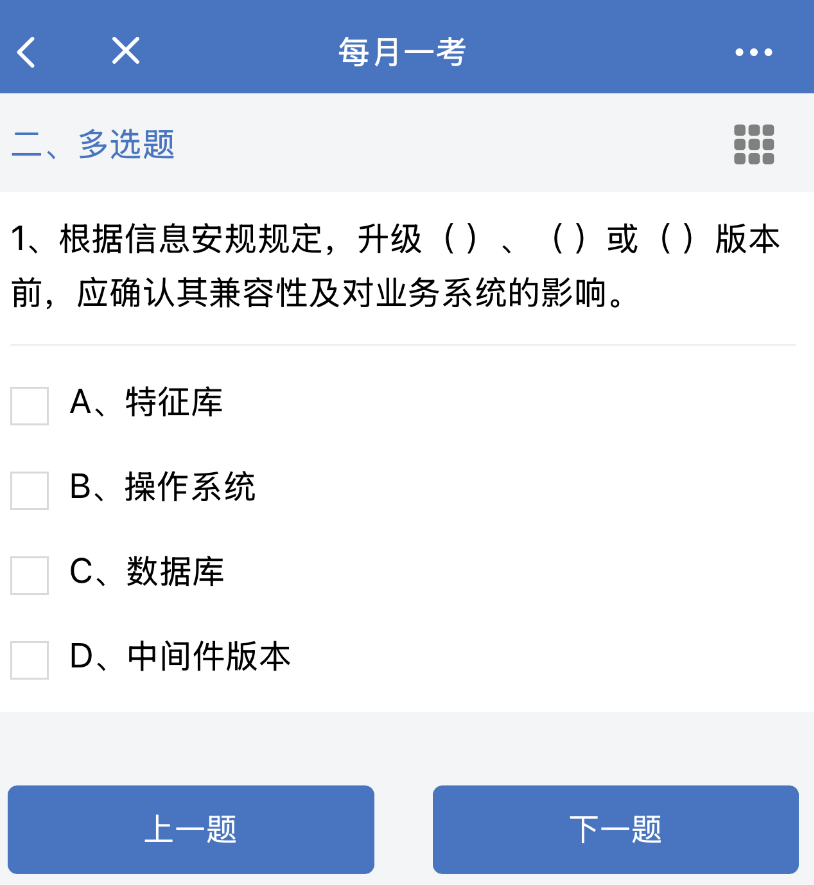 每月一考
二、多选题
1、根据信息安规规定，升级（）、（）或（）版本
前，应确认其兼容性及对业务系统的影响。
A、特征库
B、操作系统
C、数据库
D、中间件版本
上一题
下一题